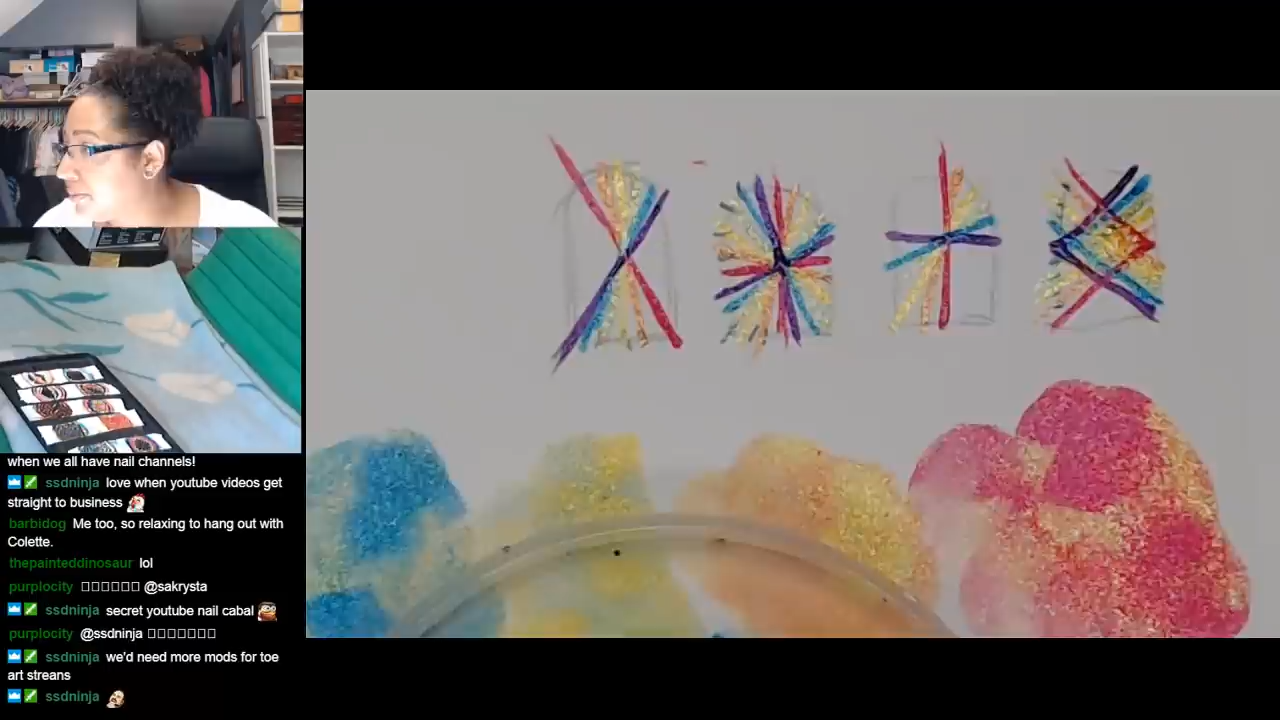 when we all have nail channels!
ssdninja love when youtube videos get
straight to business
barbidog Me too, so relaxing to hang out with
Colette.
thepainteddinosaur lol
purplocity □□□□□□ @sakrysta
ssdninja secret youtube nail cabal
purplocity @ssdninja □□□□□□□
ssdninja we'd need more mods for toe
art streans
ssdninja